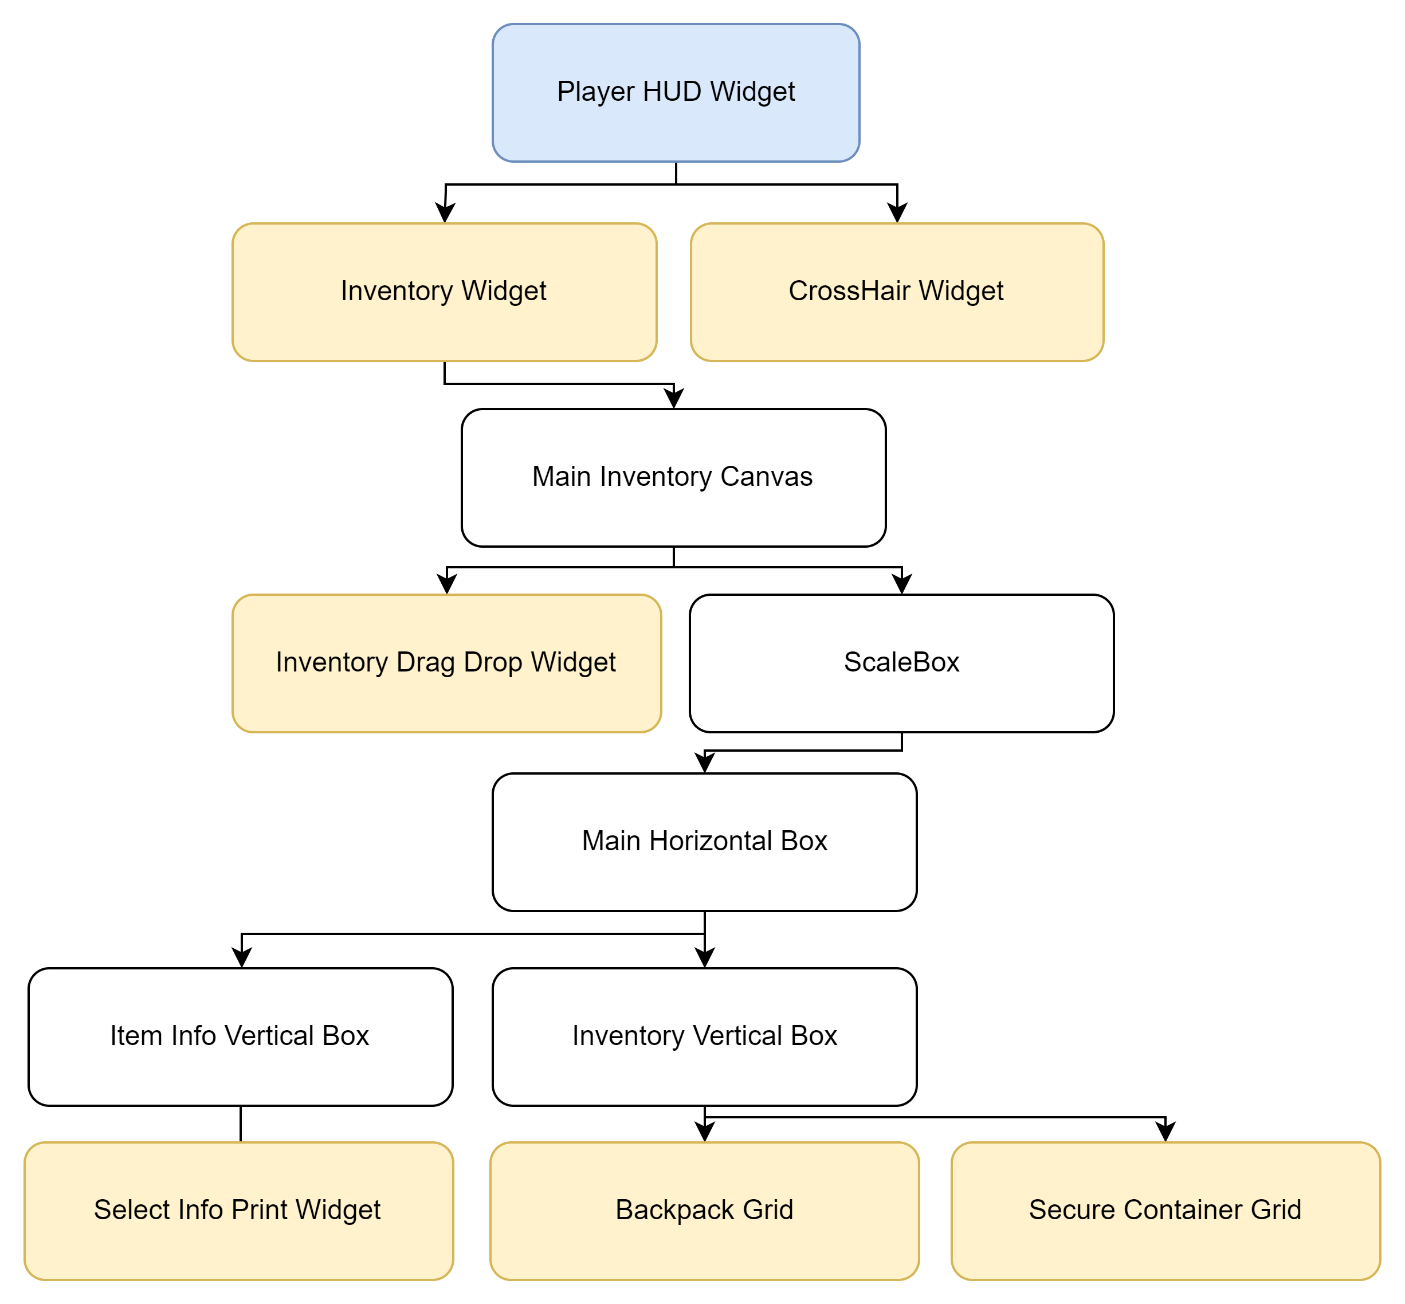 Player HUD Widget
Inventory Widget
CrossHair Widget
Main Inventory Canvas
Inventory Drag Drop Widget
ScaleBox
Main Horizontal Box
Item Info Vertical Box
Inventory Vertical Box
Select Info Print Widget
Backpack Grid
Secure Container Grid